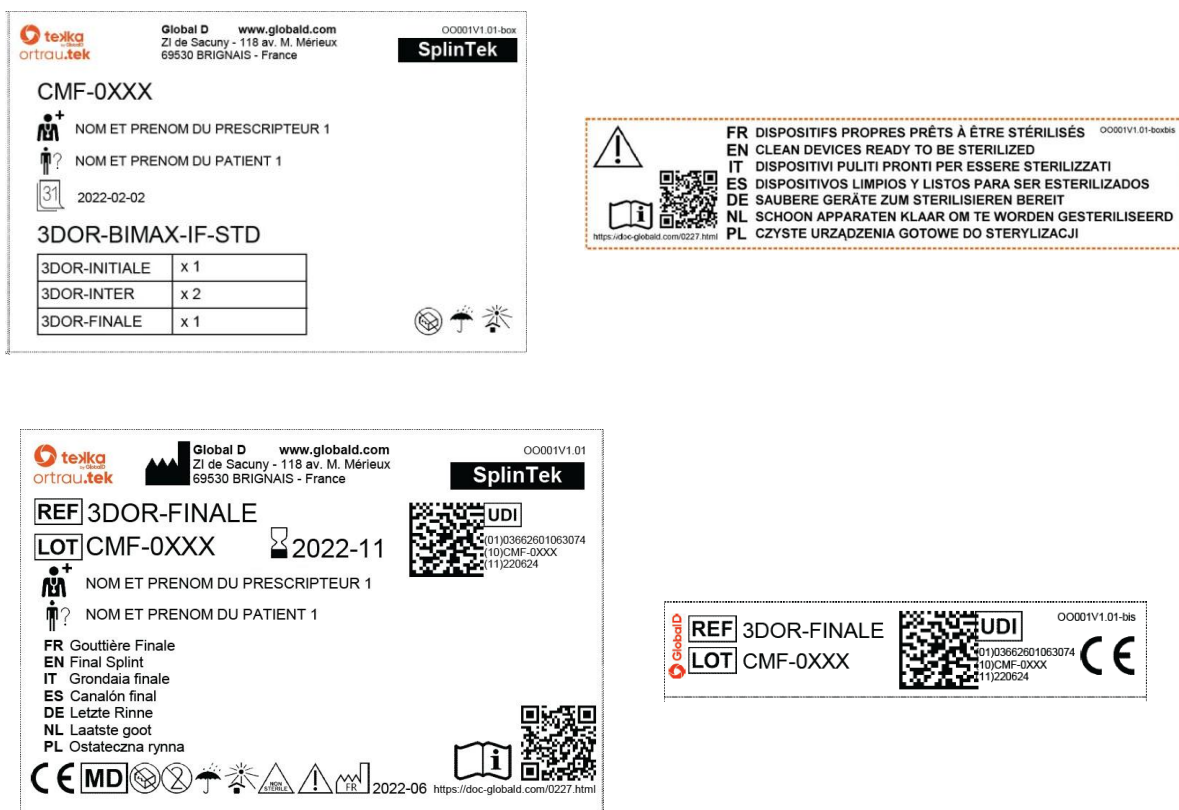 tekka
by GlobalD
ortrau.tek
Global D www.globald.com
ZI de Sacuny - 118 av. M. Mérieux
69530 BRIGNAIS - France
OO001V1.01-box
SplinTek
CMF-0XXX
NOM ET PRENOM DU PRESCRIPTEUR 1
? NOM ET PRENOM DU PATIENT 1
31 2022-02-02
3DOR-BIMAX-IF-STD
3DOR-INITIALE x 1
3DOR-INTER x 2
3DOR-FINALE x 1
FR DISPOSITIFS PROPRES PRÊTS À ÊTRE STÉRILISÉS OO001V1.01-boxbis
EN CLEAN DEVICES READY TO BE STERILIZED
IT DISPOSITIVI PULITI PRONTI PER ESSERE STERILIZZATI
ES DISPOSITIVOS LIMPIOS Y LISTOS PARA SER ESTERILIZADOS
DE SAUBERE GERÄTE ZUM STERILISIEREN BEREIT
NL SCHOON APPARATEN KLAAR OM TE WORDEN GESTERILISEERD
PL CZYSTE URZĄDZENIA GOTOWE DO STERYLIZACJI
https://doc-globald.com/0227.html
tekka
by GlobalD
ortrau.tek
Global D www.globald.com
ZI de Sacuny - 118 av. M. Mérieux
69530 BRIGNAIS - France
OO001V1.01
SplinTek
REF 3DOR-FINALE
LOT CMF-0XXX 2022-11
UDI
(01)03662601063074
(10)CMF-0XXX
(11)220624
NOM ET PRENOM DU PRESCRIPTEUR 1
? NOM ET PRENOM DU PATIENT 1
FR Gouttière Finale
EN Final Splint
IT Grondaia finale
ES Canalón final
DE Letzte Rinne
NL Laatste goot
PL Ostateczna rynna
CE MD 2 NON STERILE FR 2022-06 https://doc-globald.com/0227.html
GlobalD
REF 3DOR-FINALE
LOT CMF-0XXX
UDI
(01)03662601063074
(10)CMF-0XXX
(11)220624
OO001V1.01-bis
CE